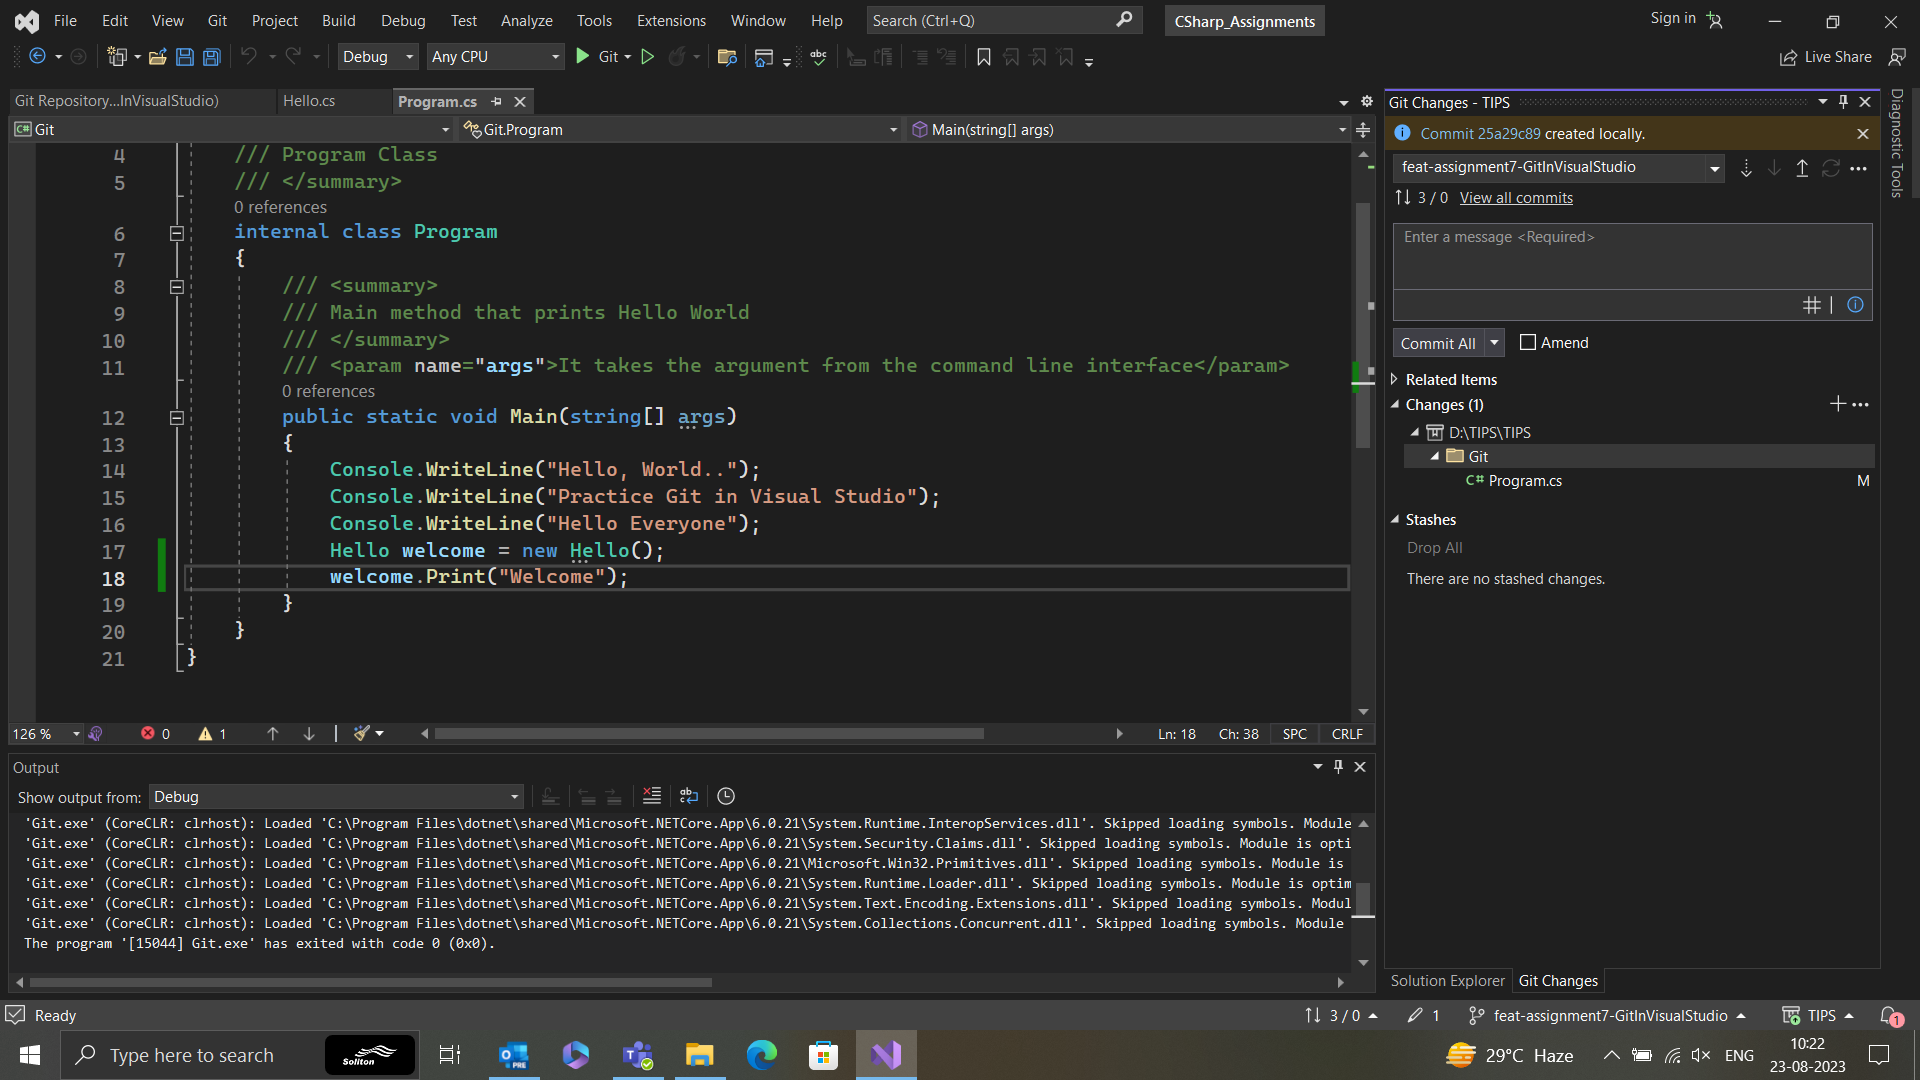 File Edit View Git Project Build Debug Test Analyze Tools Extensions Window Help Search (Ctrl+Q) CSharp_Assignments Sign in
Debug Any CPU Git Live Share
Git Repository...InVisualStudio) Hello.cs Program.cs
Git Git.Program Main(string[] args)
4 /// Program Class
5 /// </summary>
0 references
6 internal class Program
7 {
8 /// <summary>
9 /// Main method that prints Hello World
10 /// </summary>
11 /// <param name="args">It takes the argument from the command line interface</param>
0 references
12 public static void Main(string[] args)
13 {
14 Console.WriteLine("Hello, World..");
15 Console.WriteLine("Practice Git in Visual Studio");
16 Console.WriteLine("Hello Everyone");
17 Hello welcome = new Hello();
18 welcome.Print("Welcome");
19 }
20 }
21 }
126 % 0 1 Ln: 18 Ch: 38 SPC CRLF
Output
Show output from: Debug
'Git.exe' (CoreCLR: clrhost): Loaded 'C:\Program Files\dotnet\shared\Microsoft.NETCore.App\6.0.21\System.Runtime.InteropServices.dll'. Skipped loading symbols. Module
'Git.exe' (CoreCLR: clrhost): Loaded 'C:\Program Files\dotnet\shared\Microsoft.NETCore.App\6.0.21\System.Security.Claims.dll'. Skipped loading symbols. Module is opti
'Git.exe' (CoreCLR: clrhost): Loaded 'C:\Program Files\dotnet\shared\Microsoft.NETCore.App\6.0.21\Microsoft.Win32.Primitives.dll'. Skipped loading symbols. Module is
'Git.exe' (CoreCLR: clrhost): Loaded 'C:\Program Files\dotnet\shared\Microsoft.NETCore.App\6.0.21\System.Runtime.Loader.dll'. Skipped loading symbols. Module is optim
'Git.exe' (CoreCLR: clrhost): Loaded 'C:\Program Files\dotnet\shared\Microsoft.NETCore.App\6.0.21\System.Text.Encoding.Extensions.dll'. Skipped loading symbols. Modul
'Git.exe' (CoreCLR: clrhost): Loaded 'C:\Program Files\dotnet\shared\Microsoft.NETCore.App\6.0.21\System.Collections.Concurrent.dll'. Skipped loading symbols. Module
The program '[15044] Git.exe' has exited with code 0 (0x0).
Git Changes - TIPS
Commit 25a29c89 created locally.
feat-assignment7-GitInVisualStudio
3 / 0 View all commits
Enter a message <Required>
Commit All Amend
Related Items
Changes (1)
D:\TIPS\TIPS
Git
C# Program.cs M
Stashes
Drop All
There are no stashed changes.
Solution Explorer Git Changes
Diagnostic Tools
Ready 3 / 0 1 feat-assignment7-GitInVisualStudio TIPS 1
Type here to search Soliton PRE 29°C Haze ENG 10:22
23-08-2023